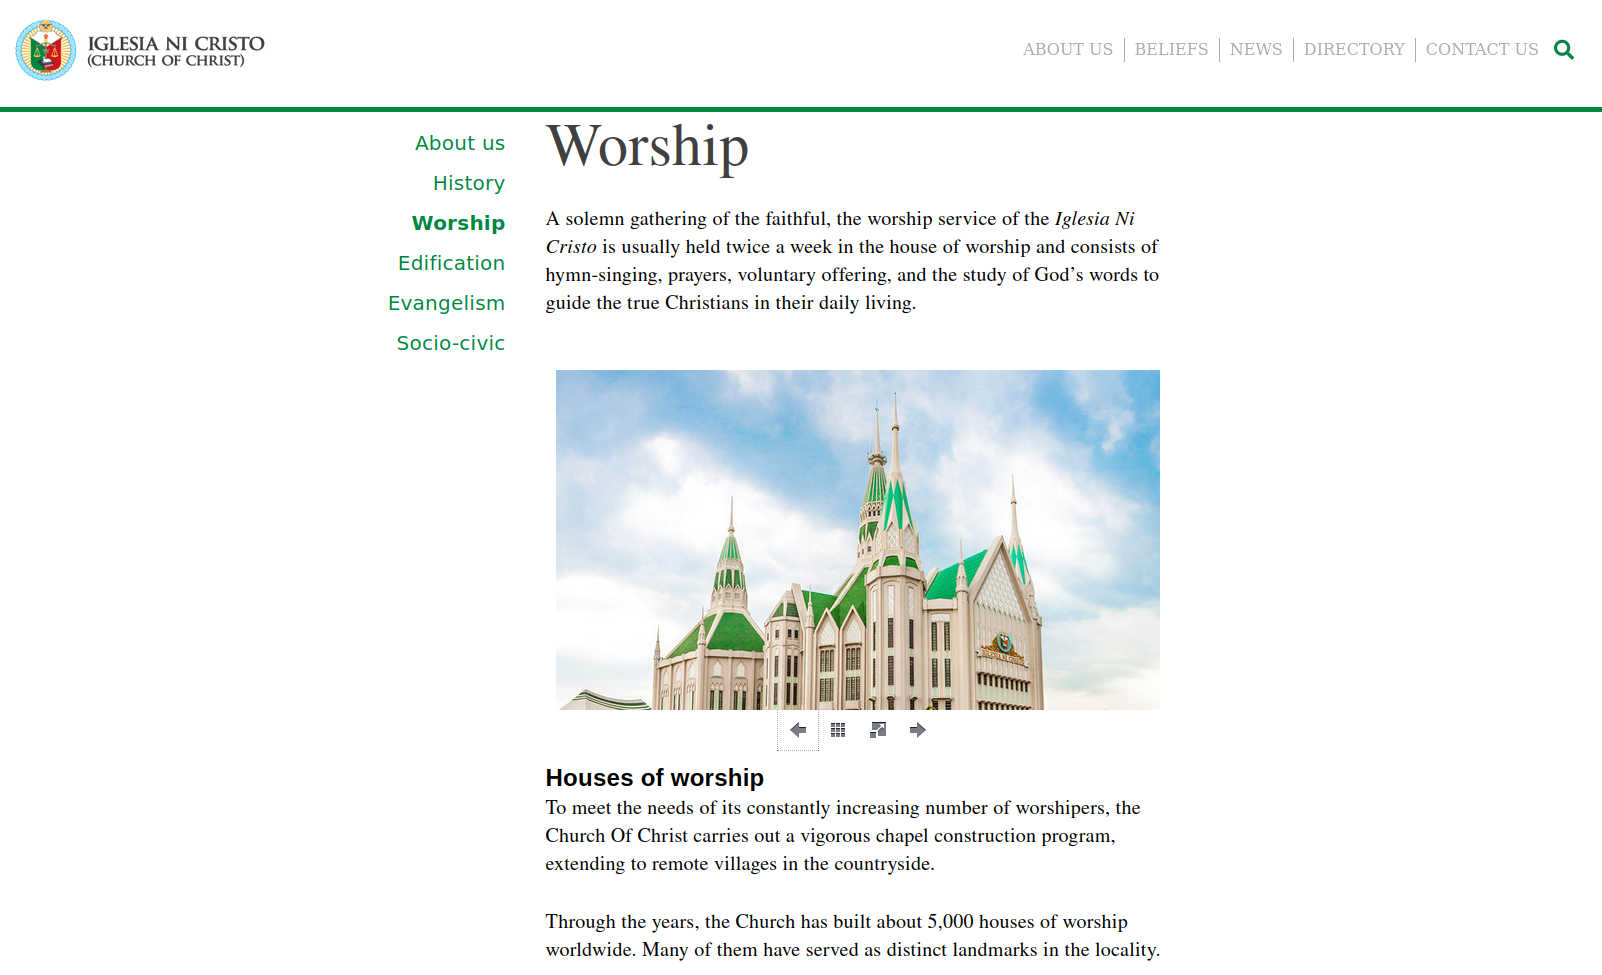 IGLESIA NI CRISTO
(CHURCH OF CHRIST)
ABOUT US
BELIEFS
NEWS
DIRECTORY
CONTACT US
About us
History
Worship
Edification
Evangelism
Socio-civic
Worship
A solemn gathering of the faithful, the worship service of the Iglesia Ni
Cristo is usually held twice a week in the house of worship and consists of
hymn-singing, prayers, voluntary offering, and the study of God’s words to
guide the true Christians in their daily living.
IGLESIA NI CRISTO
Houses of worship
To meet the needs of its constantly increasing number of worshipers, the
Church Of Christ carries out a vigorous chapel construction program,
extending to remote villages in the countryside.
Through the years, the Church has built about 5,000 houses of worship
worldwide. Many of them have served as distinct landmarks in the locality.